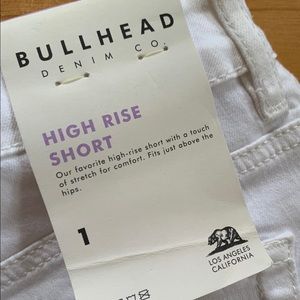 BULLHEAD
DENIM CO.
HIGH RISE
SHORT
Our favorite high-rise short with a touch
of stretch for comfort. Fits just above the
hips.
1
LOS ANGELES
CALIFORNIA